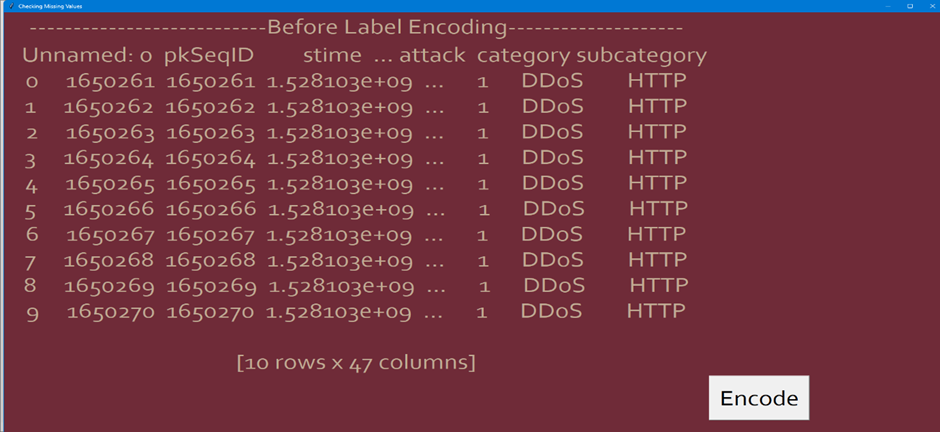 Checking Missing Values
--------------------------Before Label Encoding-------------------
Unnamed: 0 pkSeqID stime ... attack category subcategory
0 1650261 1650261 1.528103e+09 ... 1 DDoS HTTP
1 1650262 1650262 1.528103e+09 ... 1 DDoS HTTP
2 1650263 1650263 1.528103e+09 ... 1 DDoS HTTP
3 1650264 1650264 1.528103e+09 ... 1 DDoS HTTP
4 1650265 1650265 1.528103e+09 ... 1 DDoS HTTP
5 1650266 1650266 1.528103e+09 ... 1 DDoS HTTP
6 1650267 1650267 1.528103e+09 ... 1 DDoS HTTP
7 1650268 1650268 1.528103e+09 ... 1 DDoS HTTP
8 1650269 1650269 1.528103e+09 ... 1 DDoS HTTP
9 1650270 1650270 1.528103e+09 ... 1 DDoS HTTP
[10 rows x 47 columns]
Encode